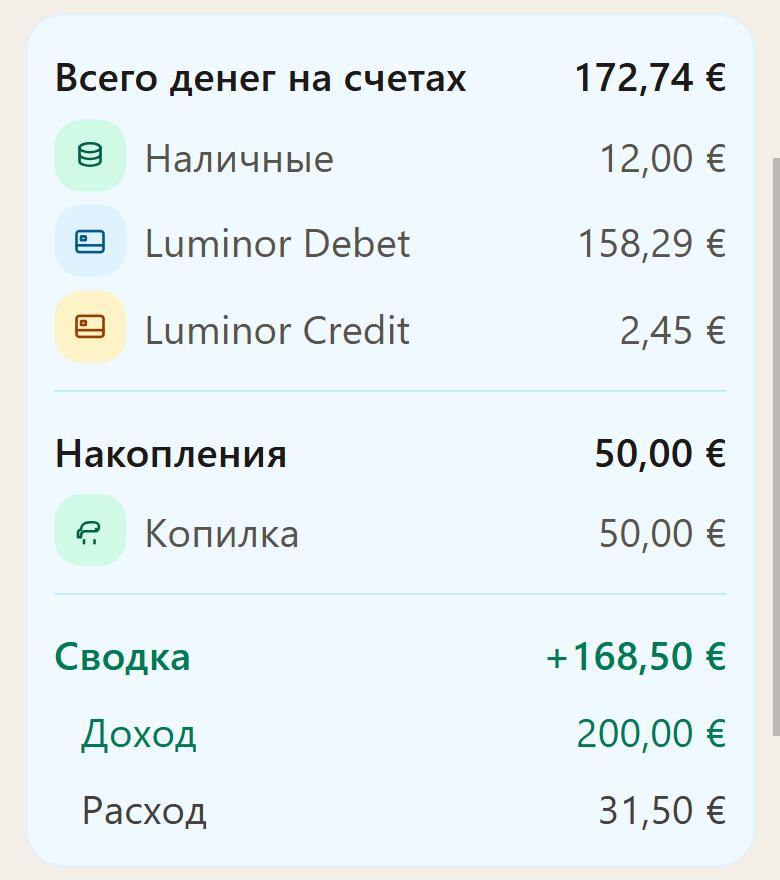 Всего денег на счетах 172,74 €
Наличные 12,00 €
Luminor Debet 158,29 €
Luminor Credit 2,45 €
Накопления 50,00 €
Копилка 50,00 €
Сводка +168,50 €
Доход 200,00 €
Расход 31,50 €